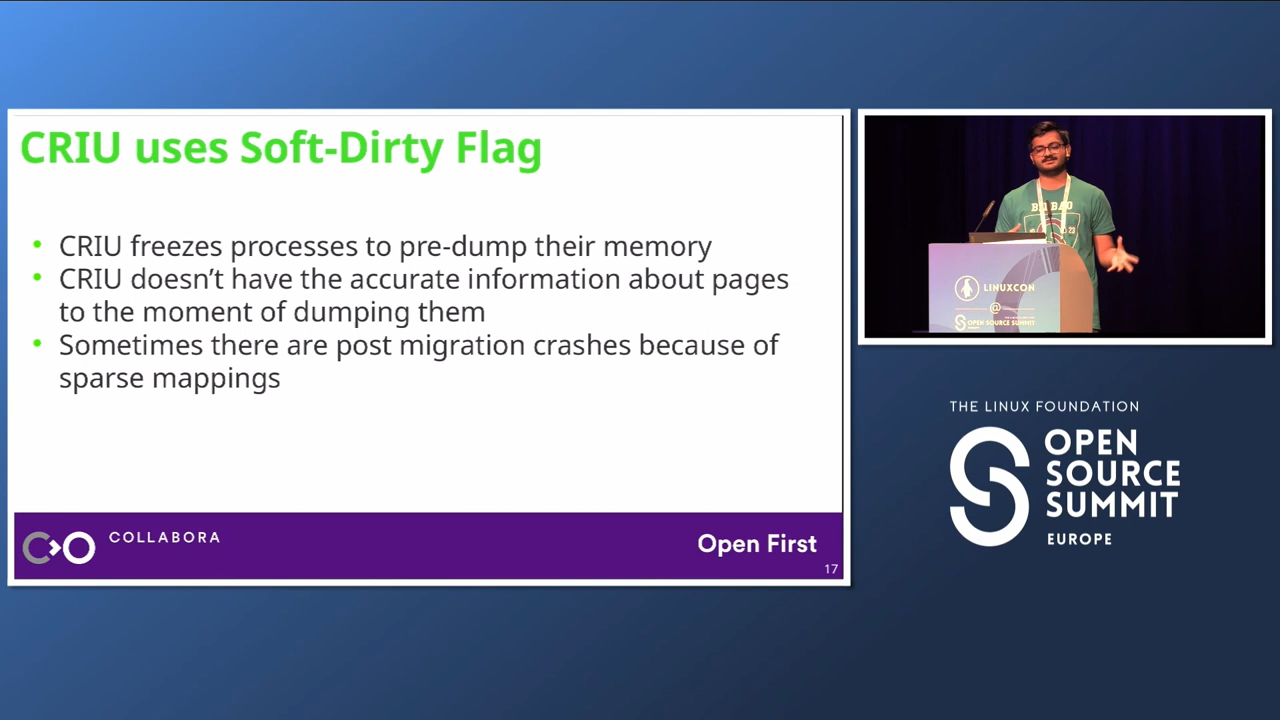 CRIU uses Soft-Dirty Flag
• CRIU freezes processes to pre-dump their memory
• CRIU doesn't have the accurate information about pages
to the moment of dumping them
• Sometimes there are post migration crashes because of
sparse mappings
COLLABORA
Open First
17
LINUXCON
@
OPEN SOURCE SUMMIT
THE LINUX FOUNDATION
OPEN
SOURCE
SUMMIT
EUROPE